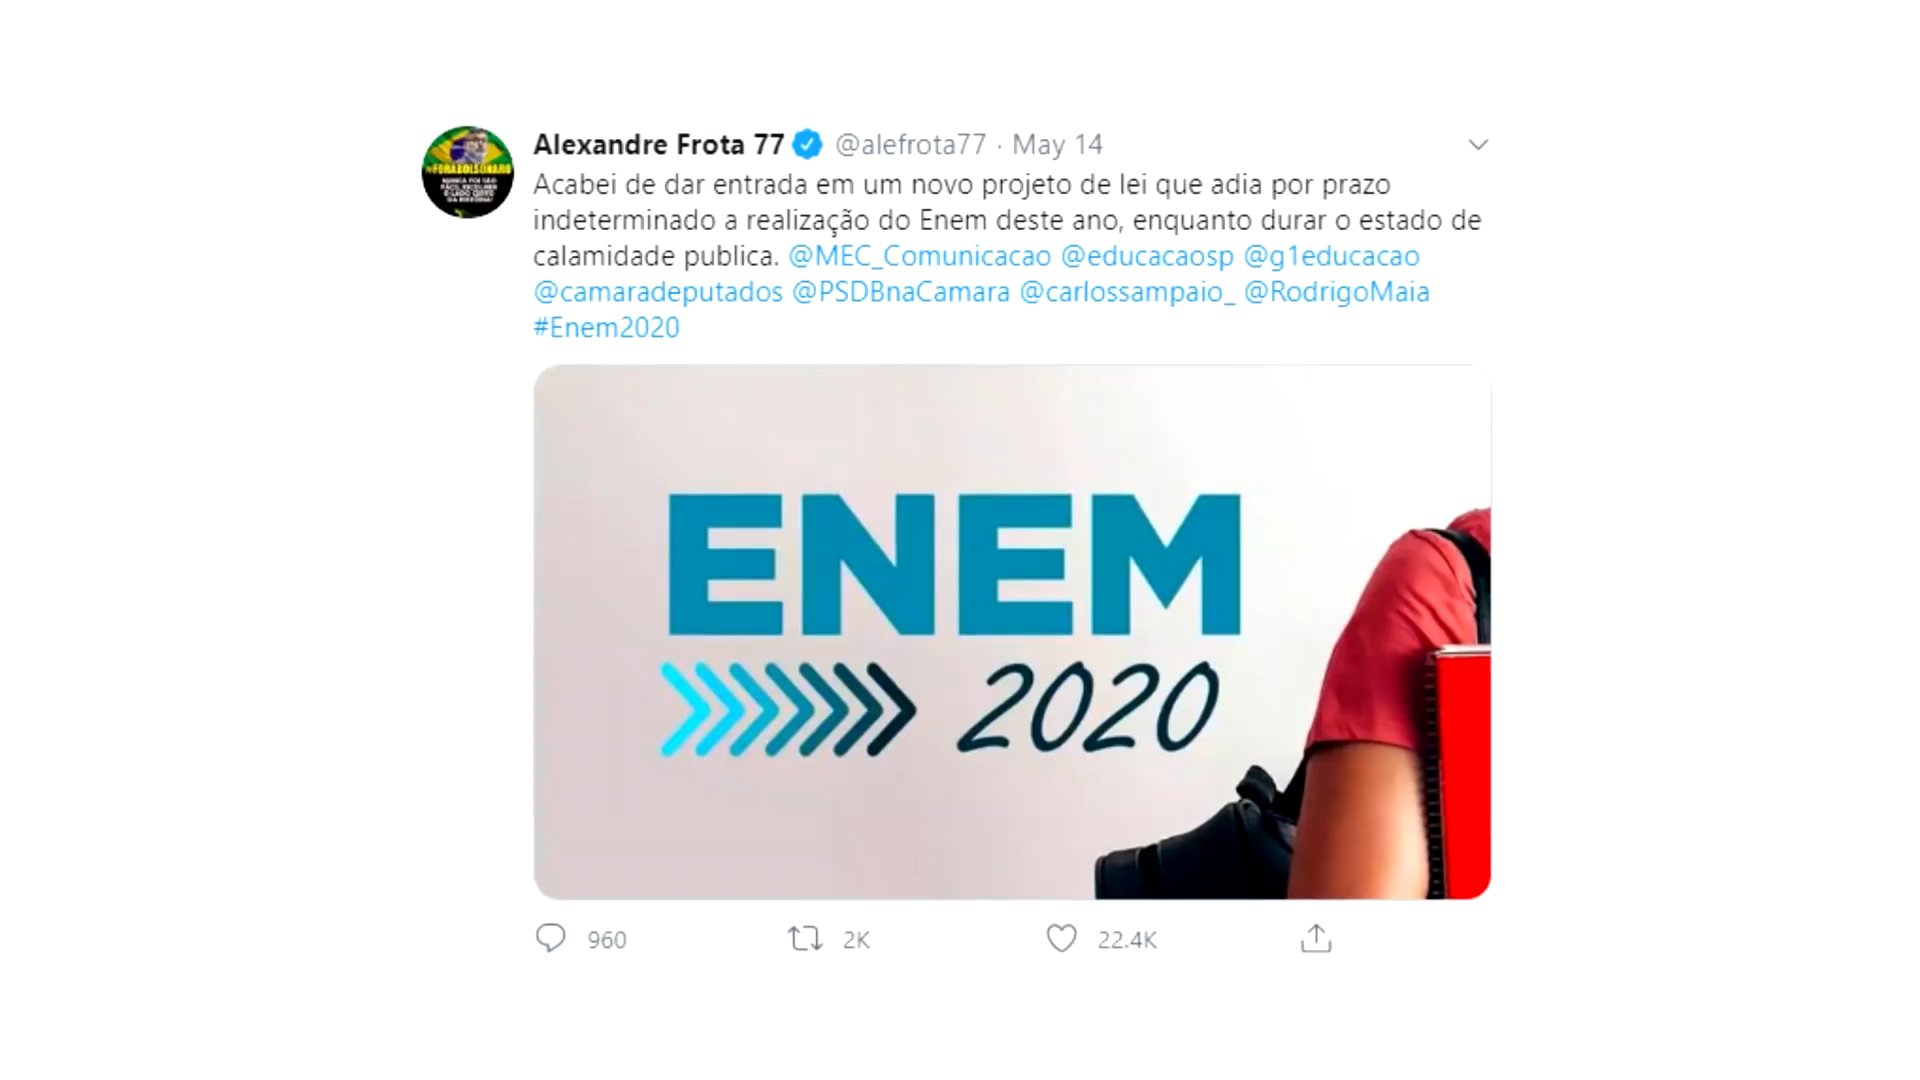 Alexandre Frota 77 @alefrota77 · May 14
Acabei de dar entrada em um novo projeto de lei que adia por prazo
indeterminado a realização do Enem deste ano, enquanto durar o estado de
calamidade publica. @MEC_Comunicacao @educacaosp @g1educacao
@camaradeputados @PSDBnaCamara @carlossampaio_ @RodrigoMaia
#Enem2020
ENEM
2020
960 2K 22.4K